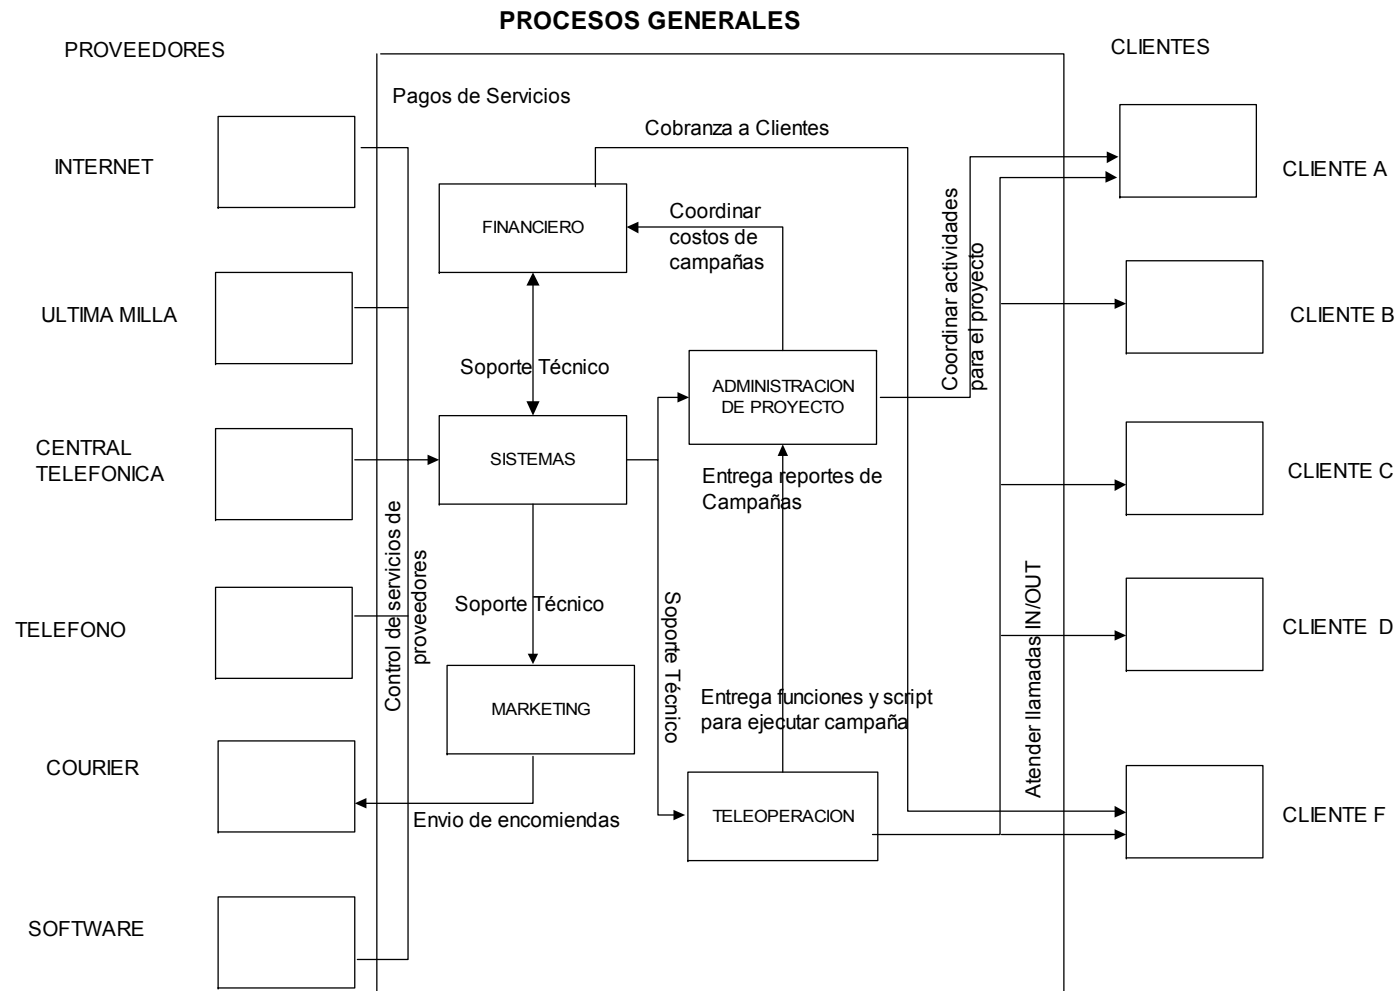 PROCESOS GENERALES
PROVEEDORES
CLIENTES
Pagos de Servicios
Cobranza a Clientes
INTERNET
CLIENTE A
FINANCIERO
Coordinar
costos de
campañas
Coordinar actividades
para el proyecto
ULTIMA MILLA
CLIENTE B
Soporte Técnico
ADMINISTRACION
DE PROYECTO
CENTRAL
TELEFONICA
SISTEMAS
Entrega reportes de
Campañas
CLIENTE C
Control de servicios de
proveedores
Soporte Técnico
Soporte Técnico
Atender llamadas IN/OUT
TELEFONO
CLIENTE  D
MARKETING
Entrega funciones y script
para ejecutar campaña
COURIER
Envio de encomiendas
TELEOPERACION
CLIENTE F
SOFTWARE